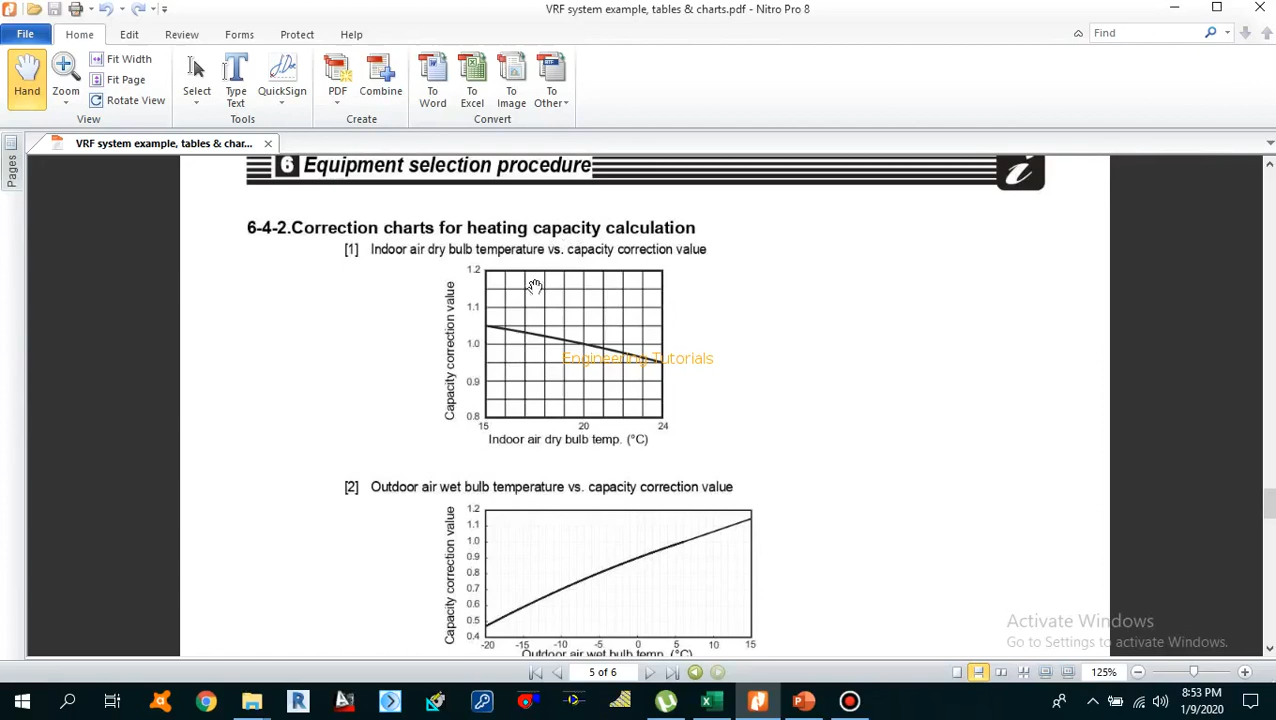 VRF system example, tables & charts.pdf - Nitro Pro 8
File Home Edit Review Forms Protect Help
Find
Hand
Zoom
Fit Width
Fit Page
Rotate View
Select
Type Text
QuickSign
PDF
Combine
To Word
To Excel
To Image
To Other
View
Tools
Create
Convert
VRF system example, tables & char...
Pages
6 Equipment selection procedure
i
6-4-2.Correction charts for heating capacity calculation
[1] Indoor air dry bulb temperature vs. capacity correction value
Capacity correction value
1.2
1.1
1.0
0.9
0.8
Engineering Tutorials
15 20 24
Indoor air dry bulb temp. (°C)
[2] Outdoor air wet bulb temperature vs. capacity correction value
Capacity correction value
1.2
1.1
1.0
0.9
0.8
0.7
0.6
0.5
0.4
-20 -15 -10 -5 0 5 10 15
Outdoor air wet bulb temp. (°C)
Activate Windows
Go to Settings to activate Windows.
5 of 6
125%
8:53 PM
1/9/2020